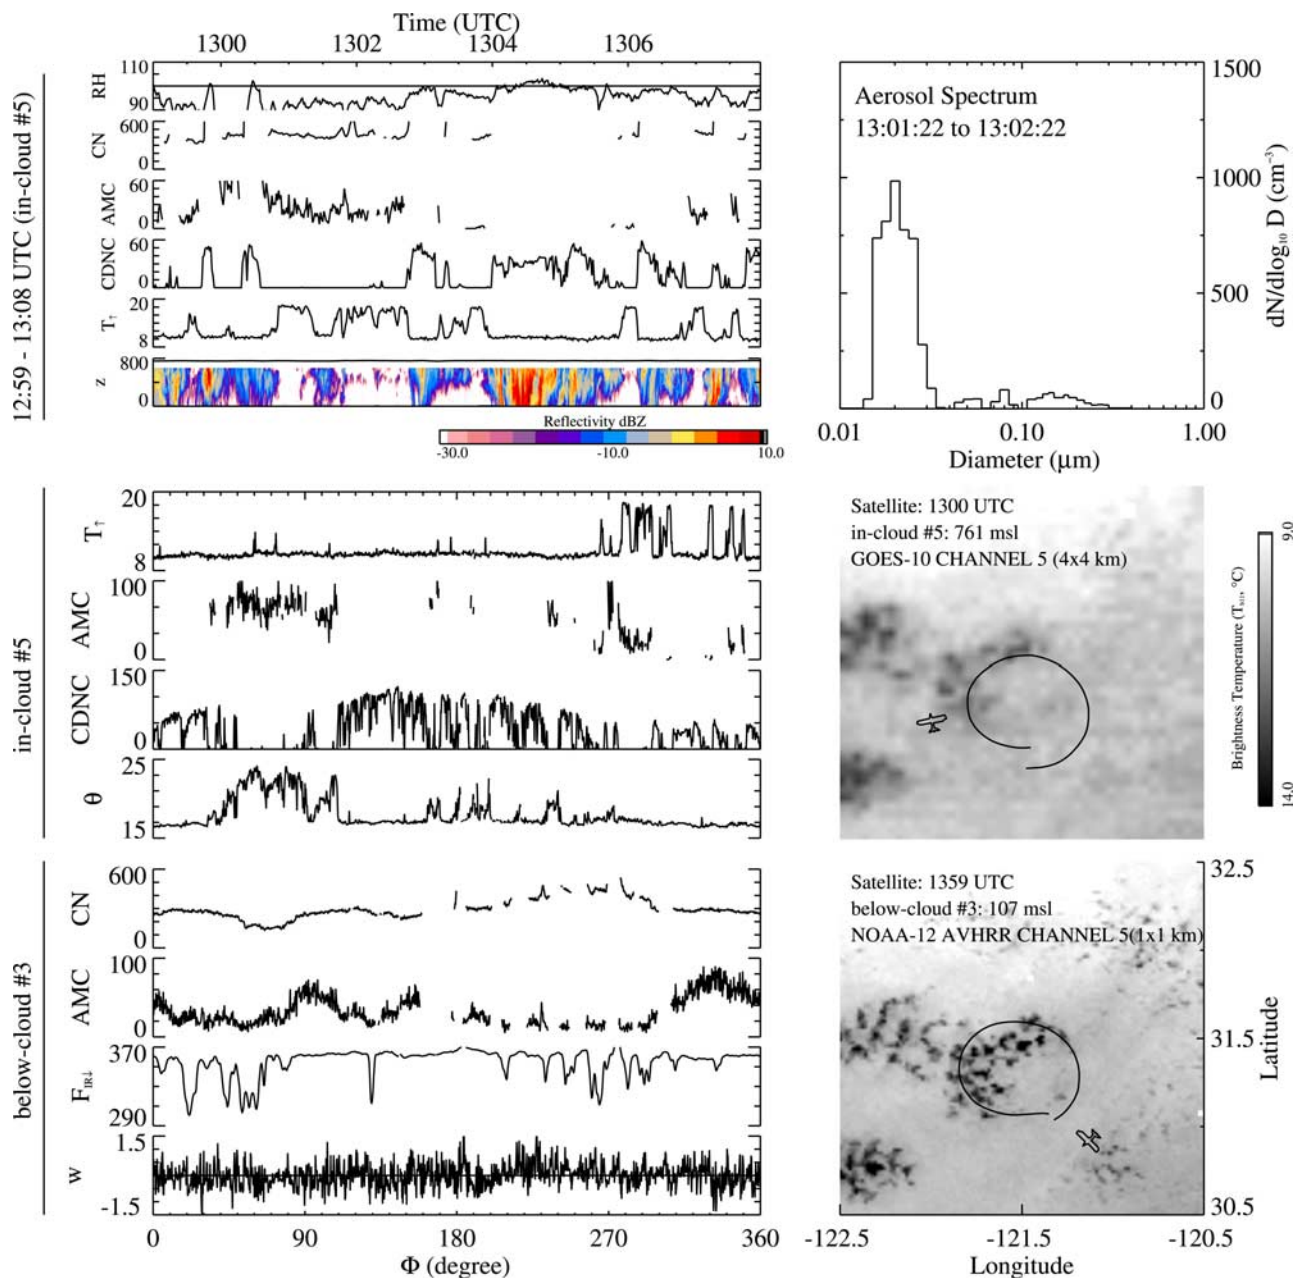 Time (UTC)
1300 1302 1304 1306
12:59 - 13:08 UTC (in-cloud #5)
110
RH
90
600
CN
0
60
AMC
0
60
CDNC
0
20
T↑
8
800
z
0
Reflectivity dBZ
-30.0 -10.0 10.0
Aerosol Spectrum
13:01:22 to 13:02:22
1500
1000
500
0
dN/dlog₁₀ D (cm⁻³)
0.01 0.10 1.00
Diameter (μm)
in-cloud #5
20
T↑
8
100
AMC
0
150
CDNC
0
25
θ
15
Satellite: 1300 UTC
in-cloud #5: 761 msl
GOES-10 CHANNEL 5 (4x4 km)
9.0
14.0
below-cloud #3
600
CN
0
100
AMC
0
370
F IR↓
290
1.5
w
-1.5
0 90 180 270 360
Φ (degree)
Satellite: 1359 UTC
below-cloud #3: 107 msl
NOAA-12 AVHRR CHANNEL 5(1x1 km)
32.5
31.5
30.5
Latitude
-122.5 -121.5 -120.5
Longitude
Brightness Temperature (T , °C)